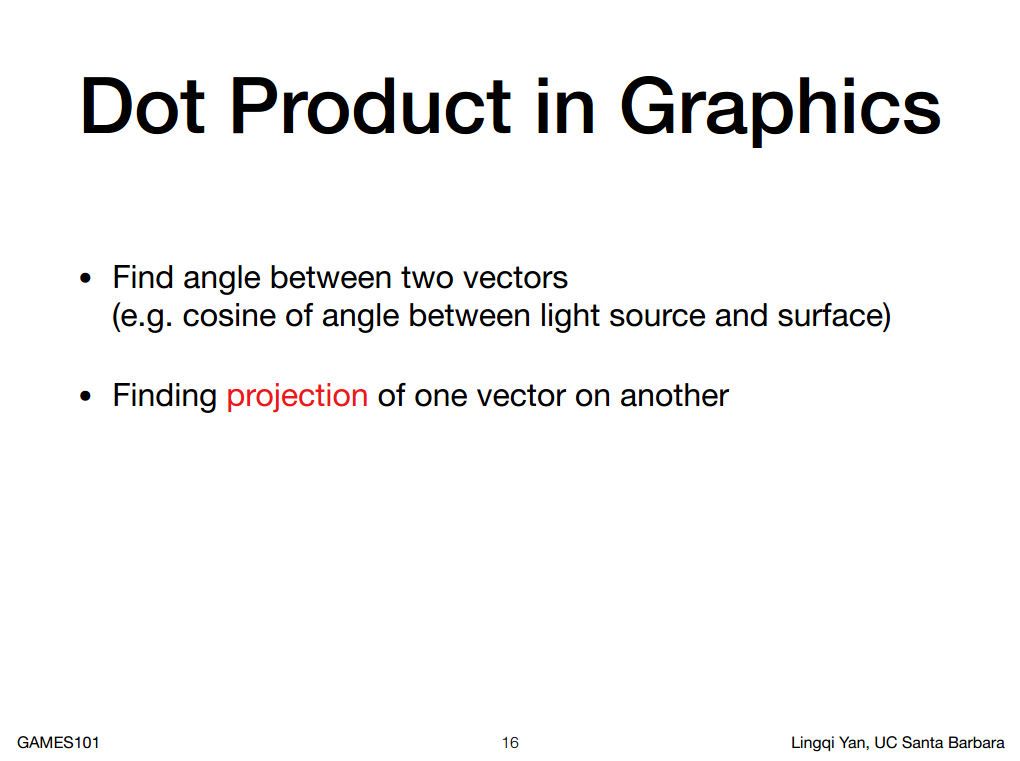 Dot Product in Graphics
• Find angle between two vectors
(e.g. cosine of angle between light source and surface)
• Finding projection of one vector on another
GAMES101
16
Lingqi Yan, UC Santa Barbara